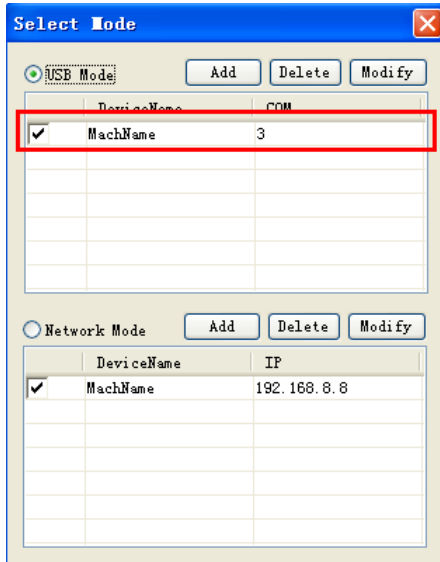 Select Mode
USB Mode Add Delete Modify
DeviceName COM
MachName 3
Network Mode Add Delete Modify
DeviceName IP
MachName 192.168.8.8